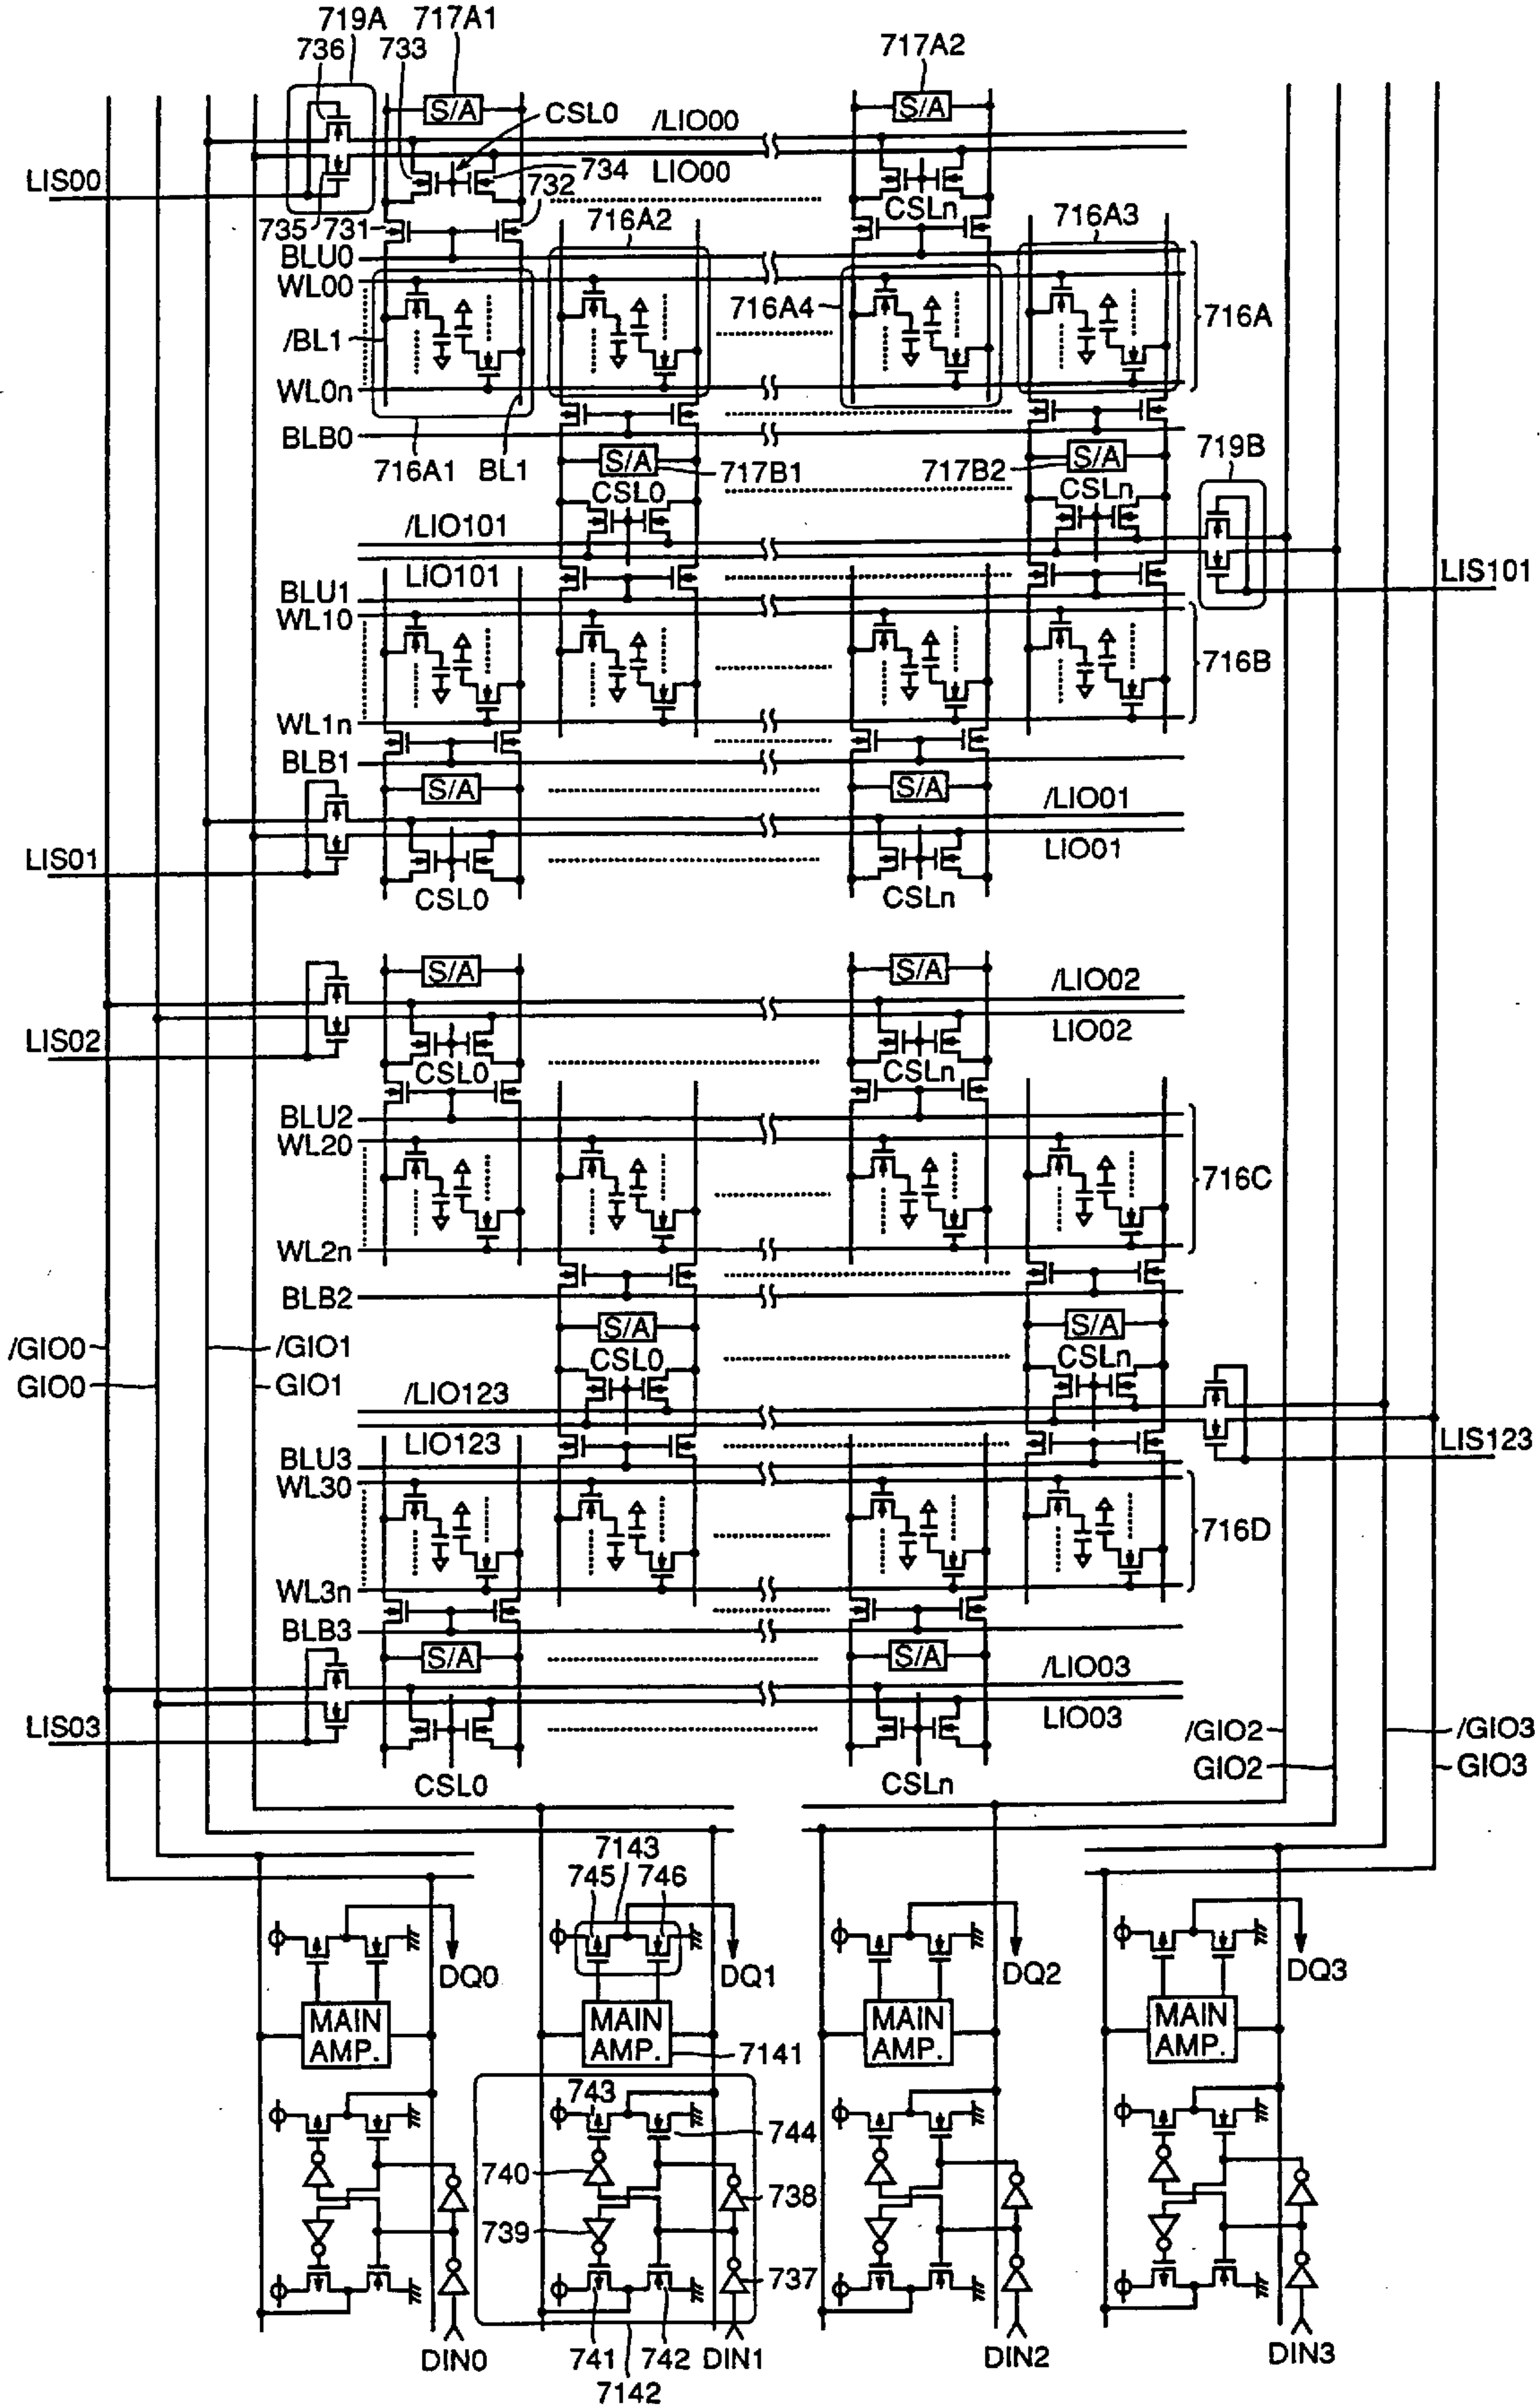 719A 717A1
736 733
717A2
S/A
S/A
CSL0
/LIO00
LIO00
734
732
LIS00
CSLn
735 731
716A2
716A3
BLU0
WL00
716A4
716A
/BL1
WL0n
BLB0
716A1 BL1
S/A
717B1
717B2
S/A
719B
CSL0
CSLn
/LIO101
LIO101
LIS101
BLU1
WL10
716B
WL1n
BLB1
S/A
S/A
/LIO01
LIO01
LIS01
CSL0
CSLn
S/A
S/A
/LIO02
LIO02
LIS02
CSL0
CSLn
BLU2
WL20
716C
WL2n
BLB2
S/A
S/A
/GIO0
/GIO1
CSL0
CSLn
GIO0
GIO1
/LIO123
LIO123
LIS123
BLU3
WL30
716D
WL3n
BLB3
S/A
S/A
/LIO03
LIO03
LIS03
/GIO2
/GIO3
CSL0
CSLn
GIO2
GIO3
7143
745 746
DQ0
DQ1
DQ2
DQ3
MAIN
AMP.
MAIN
AMP.
MAIN
AMP.
MAIN
AMP.
7141
743
744
740
738
739
737
DIN0
741 742 DIN1
DIN2
DIN3
7142